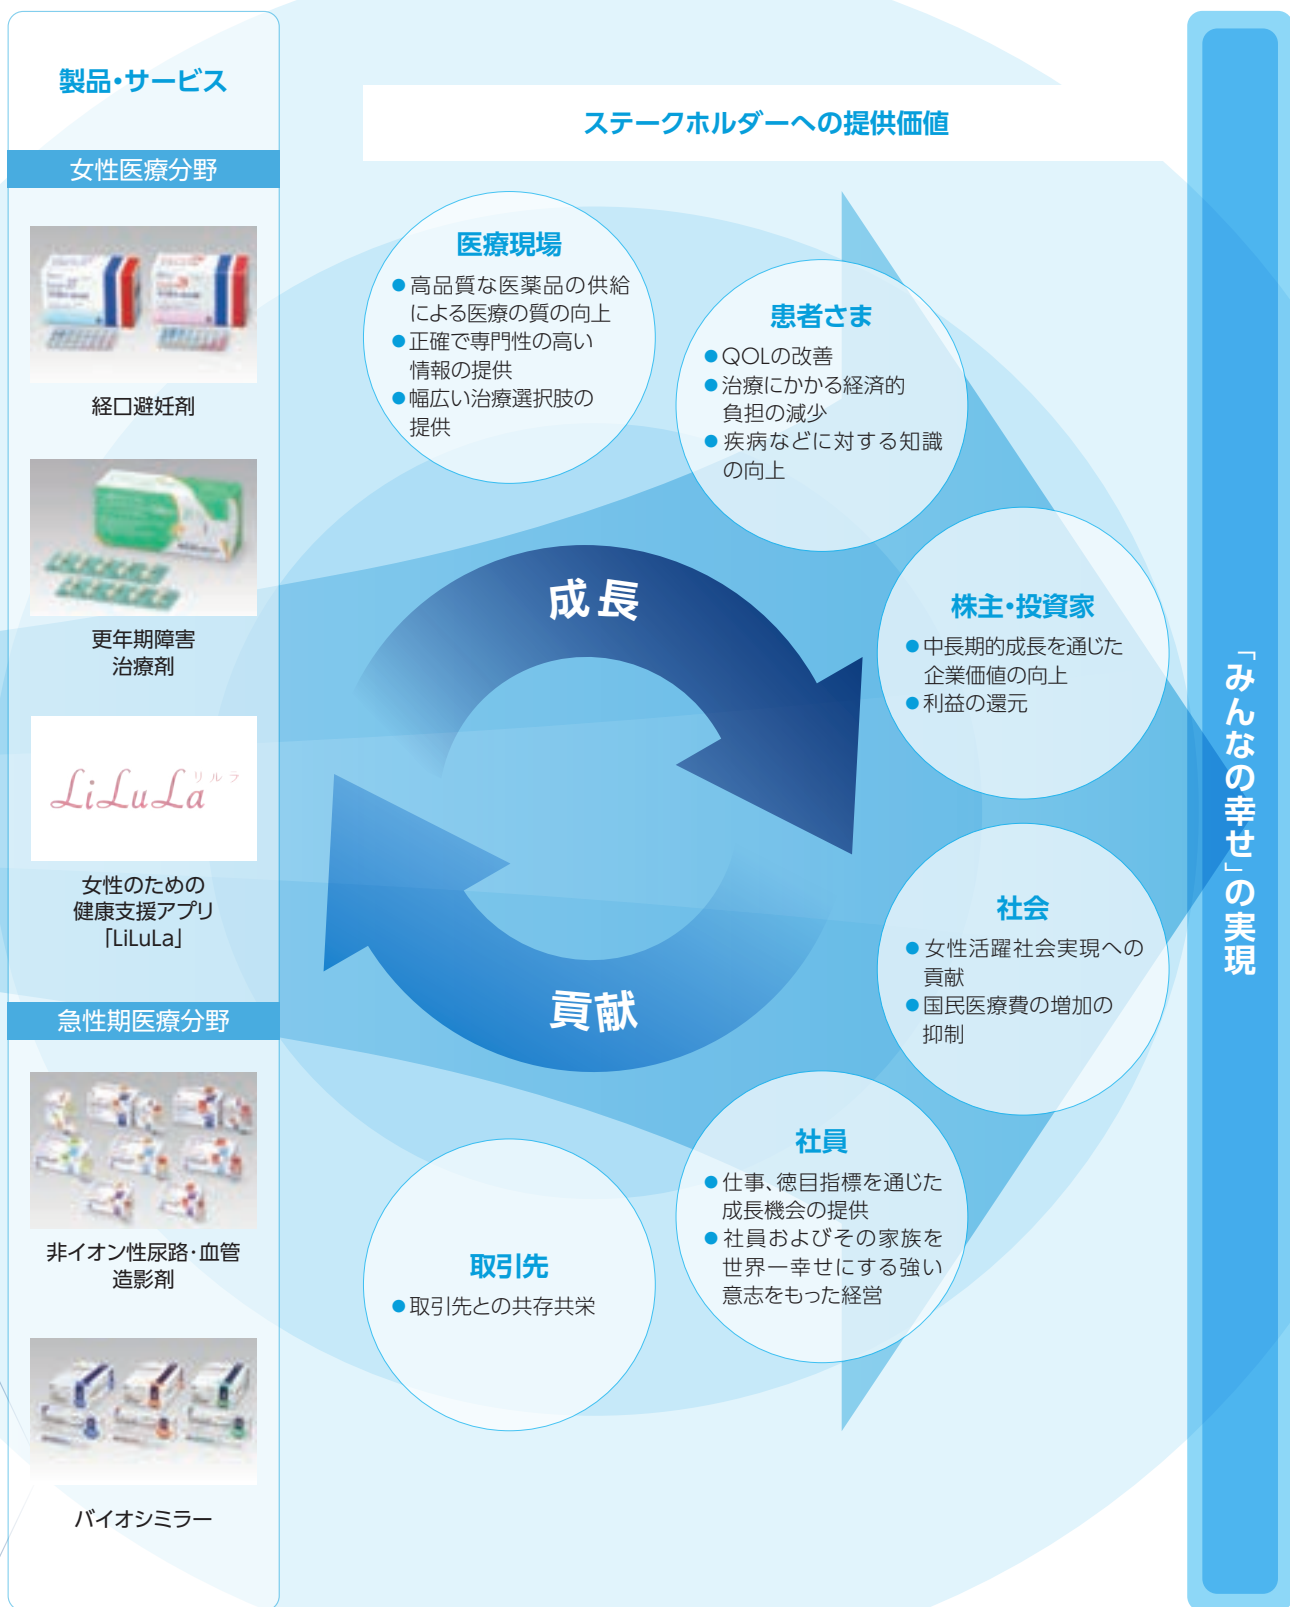 製品・サービス
女性医療分野
経口避妊剤
更年期障害
治療剤
LiLuLa リルラ
女性のための
健康支援アプリ
「LiLuLa」
急性期医療分野
非イオン性尿路・血管
造影剤
バイオシミラー
ステークホルダーへの提供価値
医療現場
●高品質な医薬品の供給
による医療の質の向上
●正確で専門性の高い
情報の提供
●幅広い治療選択肢の
提供
患者さま
●QOLの改善
●治療にかかる経済的
負担の減少
●疾病などに対する知識
の向上
株主・投資家
●中長期的成長を通じた
企業価値の向上
●利益の還元
社会
●女性活躍社会実現への
貢献
●国民医療費の増加の
抑制
社員
●仕事、徳目指標を通じた
成長機会の提供
●社員およびその家族を
世界一幸せにする強い
意志をもった経営
取引先
●取引先との共存共栄
成長
貢献
「みんなの幸せ」の実現